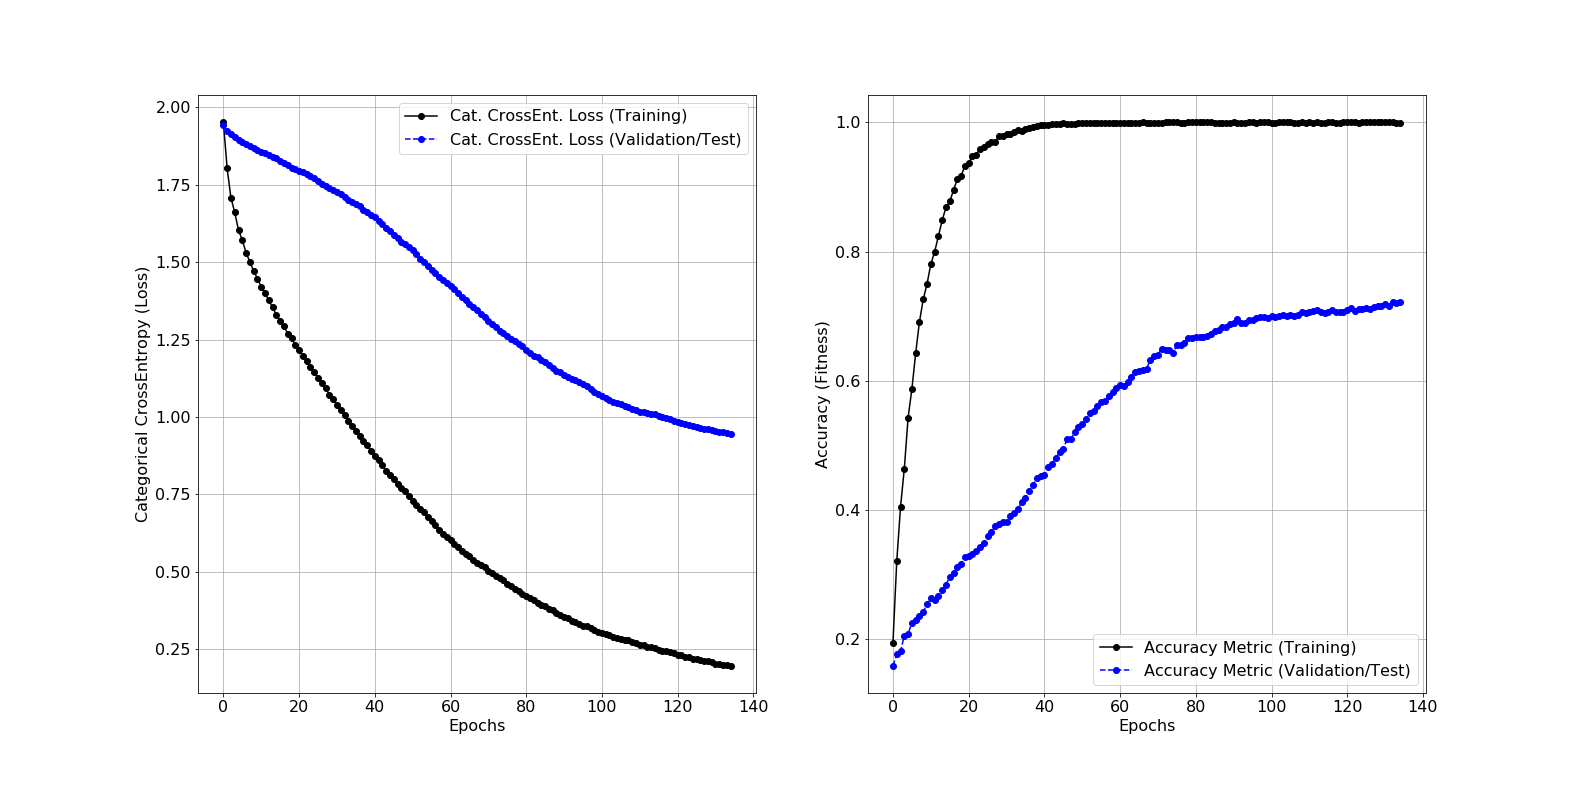 Categorical CrossEntropy (Loss)
2.00
1.75
1.50
1.25
1.00
0.75
0.50
0.25
Cat. CrossEnt. Loss (Training)
Cat. CrossEnt. Loss (Validation/Test)
0 20 40 60 80 100 120 140
Epochs
Accuracy (Fitness)
1.0
0.8
0.6
0.4
0.2
Accuracy Metric (Training)
Accuracy Metric (Validation/Test)
0 20 40 60 80 100 120 140
Epochs